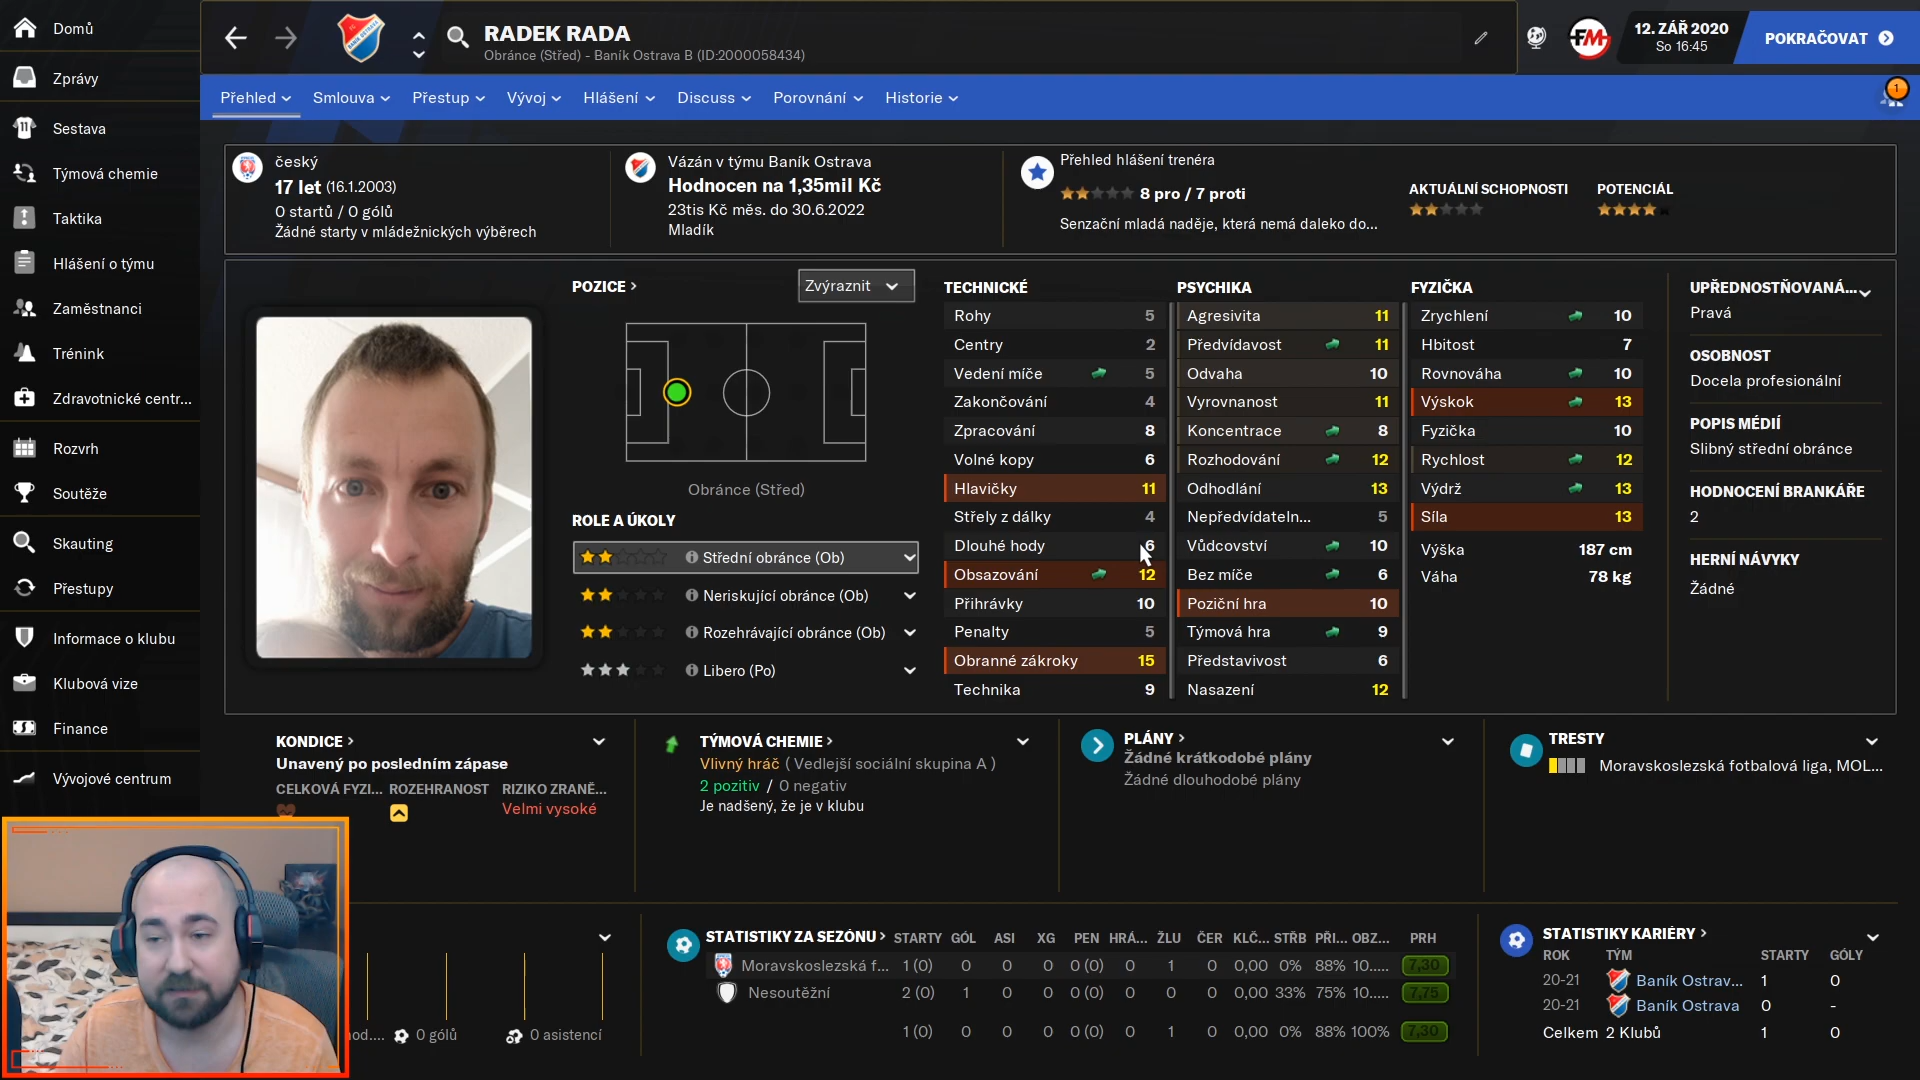 Domů
Zprávy
Sestava
Týmová chemie
Taktika
Hlášení o týmu
Zaměstnanci
Trénink
Zdravotnické centr...
Rozvrh
Soutěže
Skauting
Přestupy
Informace o klubu
Klubová vize
Finance
Vývojové centrum
RADEK RADA
Obránce (Střed) - Baník Ostrava B (ID:2000058434)
FM
12. ZÁŘ 2020
So 16:45
POKRAČOVAT
Přehled Smlouva Přestup Vývoj Hlášení Discuss Porovnání Historie
1
český
17 let (16.1.2003)
0 startů / 0 gólů
Žádné starty v mládežnických výběrech
Vázán v týmu Baník Ostrava
Hodnocen na 1,35mil Kč
23tis Kč měs. do 30.6.2022
Mladík
Přehled hlášení trenéra
8 pro / 7 proti
Senzační mladá naděje, která nemá daleko do...
AKTUÁLNÍ SCHOPNOSTI
POTENCIÁL
POZICE >
Zvýraznit
Obránce (Střed)
ROLE A ÚKOLY
Střední obránce (Ob)
Neriskující obránce (Ob)
Rozehrávající obránce (Ob)
Libero (Po)
TECHNICKÉ
Rohy 5
Centry 2
Vedení míče 5
Zakončování 4
Zpracování 8
Volné kopy 6
Hlavičky 11
Střely z dálky 4
Dlouhé hody 6
Obsazování 12
Přihrávky 10
Penalty 5
Obranné zákroky 15
Technika 9
PSYCHIKA
Agresivita 11
Předvídavost 11
Odvaha 10
Vyrovnanost 11
Koncentrace 8
Rozhodování 12
Odhodlání 13
Nepředvídateln... 5
Vůdcovství 10
Bez míče 6
Poziční hra 10
Týmová hra 9
Představivost 6
Nasazení 12
FYZIČKA
Zrychlení 10
Hbitost 7
Rovnováha 10
Výskok 13
Fyzička 10
Rychlost 12
Výdrž 13
Síla 13
Výška 187 cm
Váha 78 kg
UPŘEDNOSTŇOVANÁ...
Pravá
OSOBNOST
Docela profesionální
POPIS MÉDIÍ
Slibný střední obránce
HODNOCENÍ BRANKÁŘE
2
HERNÍ NÁVYKY
Žádné
KONDICE >
Unavený po posledním zápase
CELKOVÁ FYZI... ROZEHRANOST RIZIKO ZRANĚ...
Velmi vysoké
TÝMOVÁ CHEMIE >
Vlivný hráč ( Vedlejší sociální skupina A )
2 pozitiv / 0 negativ
Je nadšený, že je v klubu
PLÁNY >
Žádné krátkodobé plány
Žádné dlouhodobé plány
TRESTY
Moravskoslezská fotbalová liga, MOL...
od.... 0 gólů 0 asistencí
STATISTIKY ZA SEZÓNU > STARTY GÓL ASI XG PEN HRÁ... ŽLU ČER KLČ... STŘB PŘI... OBZ... PRH
Moravskoslezská f... 1 (0) 0 0 0 0 (0) 0 1 0 0,00 0% 88% 10..... 7,30
Nesoutěžní 2 (0) 1 0 0 0 (0) 0 0 0 0,00 33% 75% 10..... 7,75
1 (0) 0 0 0 0 (0) 0 1 0 0,00 0% 88% 100% 7,30
STATISTIKY KARIÉRY >
ROK TÝM STARTY GÓLY
20-21 Baník Ostrav... 1 0
20-21 Baník Ostrava 0 -
Celkem 2 Klubů 1 0